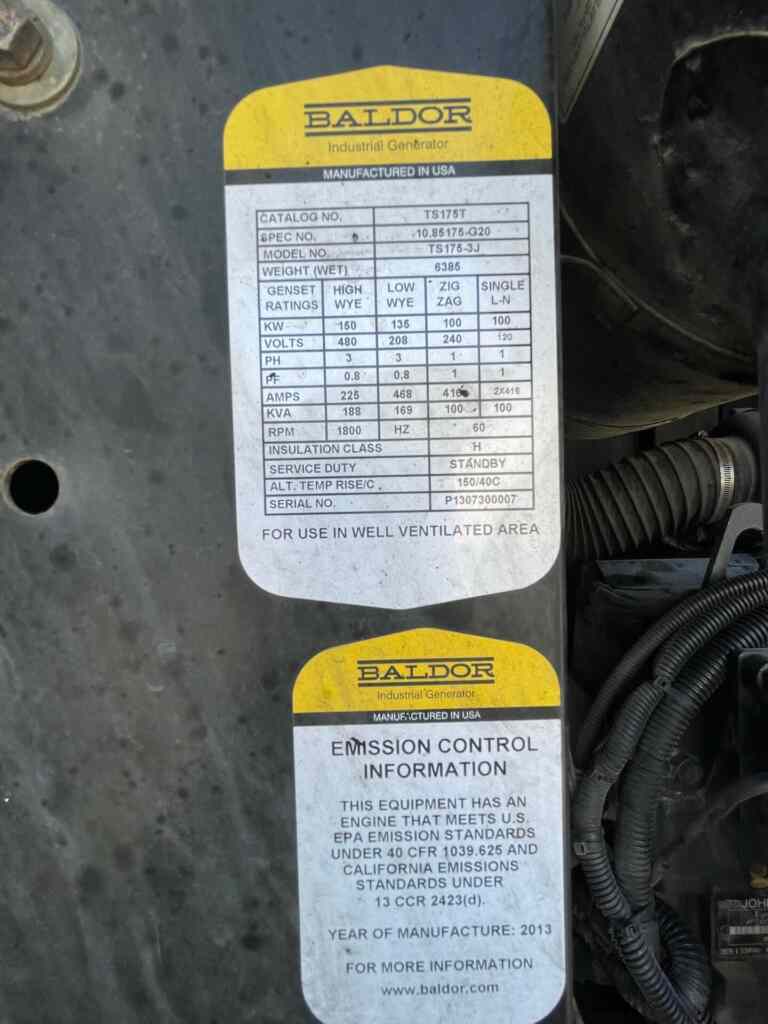 BALDOR
Industrial Generator
MANUFACTURED IN USA
CATALOG NO. TS175T
SPEC NO. 10.85175-G20
MODEL NO. TS175-3J
WEIGHT (WET) 6385
GENSET RATINGS HIGH WYE LOW WYE ZIG ZAG SINGLE L-N
KW 150 135 100 100
VOLTS 480 208 240 120
PH 3 3 1 1
PF 0.8 0.8 1 1
AMPS 225 468 416 2X416
KVA 188 169 100 100
RPM 1800 HZ 60
INSULATION CLASS H
SERVICE DUTY STANDBY
ALT. TEMP RISE/C 150/40C
SERIAL NO. P1307300007
FOR USE IN WELL VENTILATED AREA
BALDOR
Industrial Generator
MANUFACTURED IN USA
EMISSION CONTROL
INFORMATION
THIS EQUIPMENT HAS AN
ENGINE THAT MEETS U.S.
EPA EMISSION STANDARDS
UNDER 40 CFR 1039.625 AND
CALIFORNIA EMISSIONS
STANDARDS UNDER
13 CCR 2423(d).
YEAR OF MANUFACTURE: 2013
FOR MORE INFORMATION
www.baldor.com
JOH